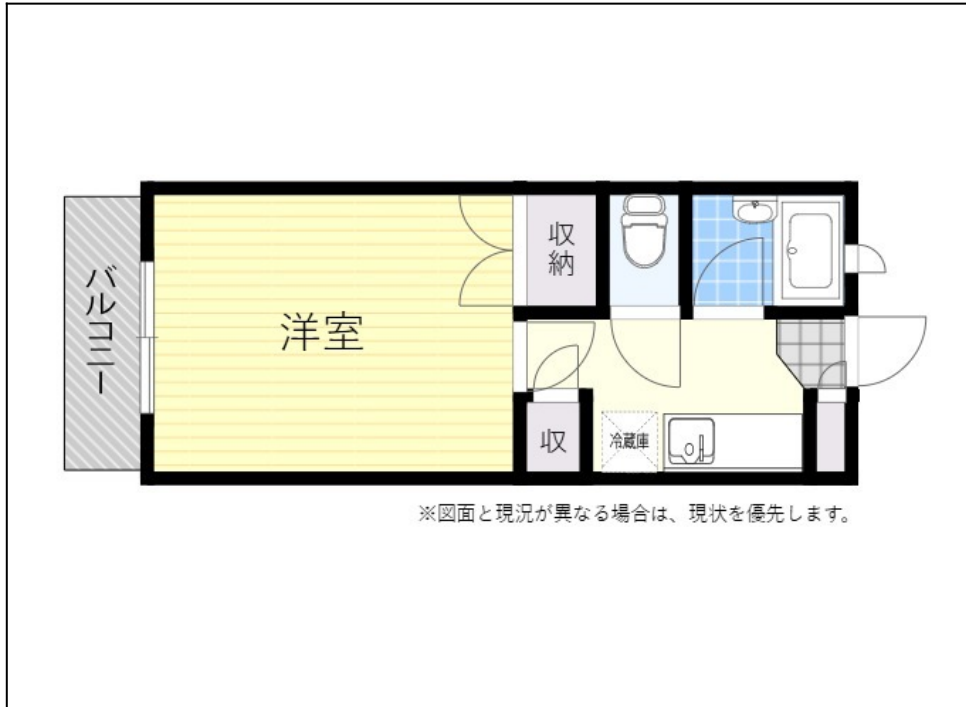 バルコニー
洋室
収納
収
冷蔵庫
※図面と現況が異なる場合は、現状を優先します。